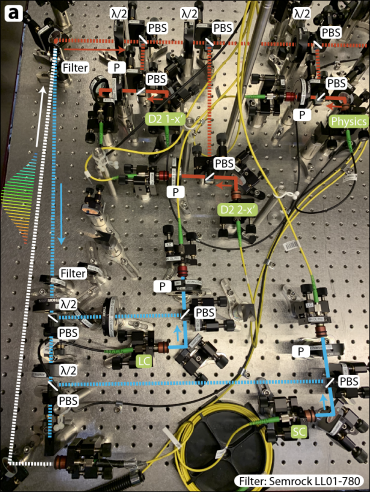 a
λ/2
λ/2
λ/2
PBS
PBS
PBS
Filter
P
PBS
PBS
P
D2 1-x
Physics
P
PBS
D2 2-x'
Filter
P
λ/2
PBS
PBS
LC
P
λ/2
PBS
PBS
SC
Filter: Semrock LL01-780